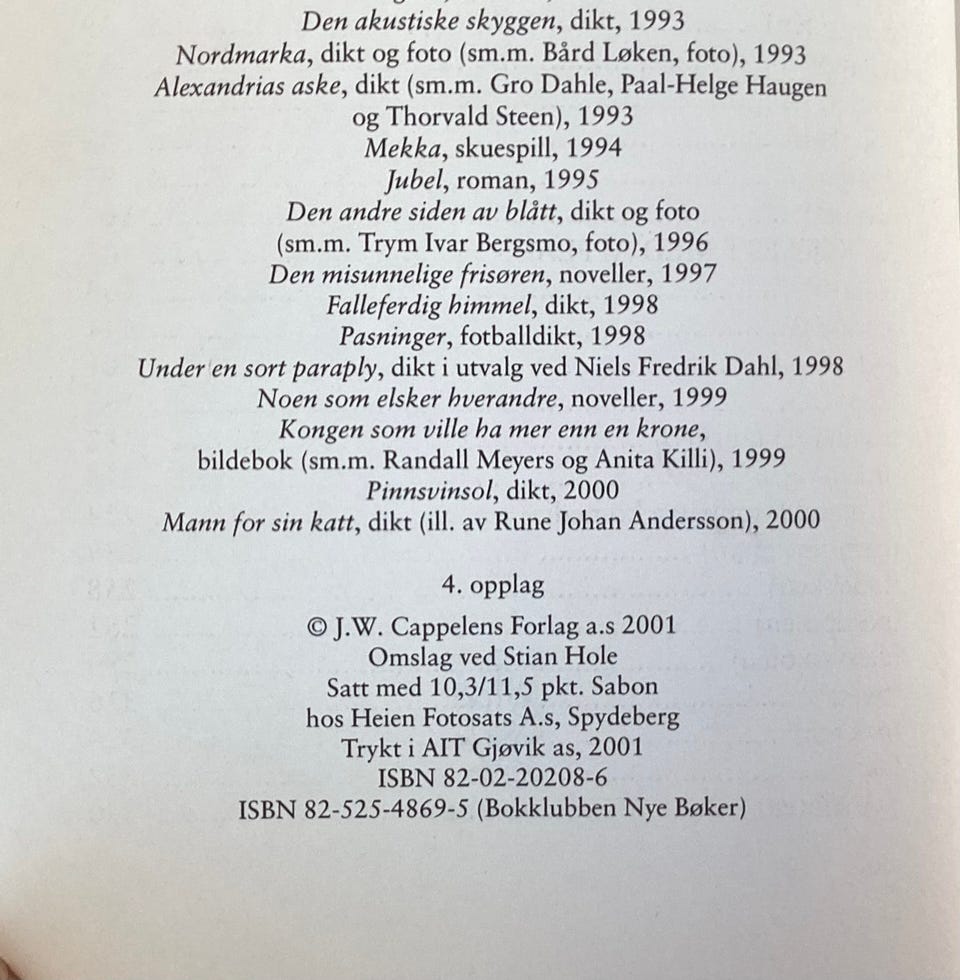 Den akustiske skyggen, dikt, 1993
Nordmarka, dikt og foto (sm.m. Bård Løken, foto), 1993
Alexandrias aske, dikt (sm.m. Gro Dahle, Paal-Helge Haugen
og Thorvald Steen), 1993
Mekka, skuespill, 1994
Jubel, roman, 1995
Den andre siden av blått, dikt og foto
(sm.m. Trym Ivar Bergsmo, foto), 1996
Den misunnelige frisøren, noveller, 1997
Falleferdig himmel, dikt, 1998
Pasninger, fotballdikt, 1998
Under en sort paraply, dikt i utvalg ved Niels Fredrik Dahl, 1998
Noen som elsker hverandre, noveller, 1999
Kongen som ville ha mer enn en krone,
bildebok (sm.m. Randall Meyers og Anita Killi), 1999
Pinnsvinsol, dikt, 2000
Mann for sin katt, dikt (ill. av Rune Johan Andersson), 2000
4. opplag
© J.W. Cappelens Forlag a.s 2001
Omslag ved Stian Hole
Satt med 10,3/11,5 pkt. Sabon
hos Heien Fotosats A.s, Spydeberg
Trykt i AIT Gjøvik as, 2001
ISBN 82-02-20208-6
ISBN 82-525-4869-5 (Bokklubben Nye Bøker)